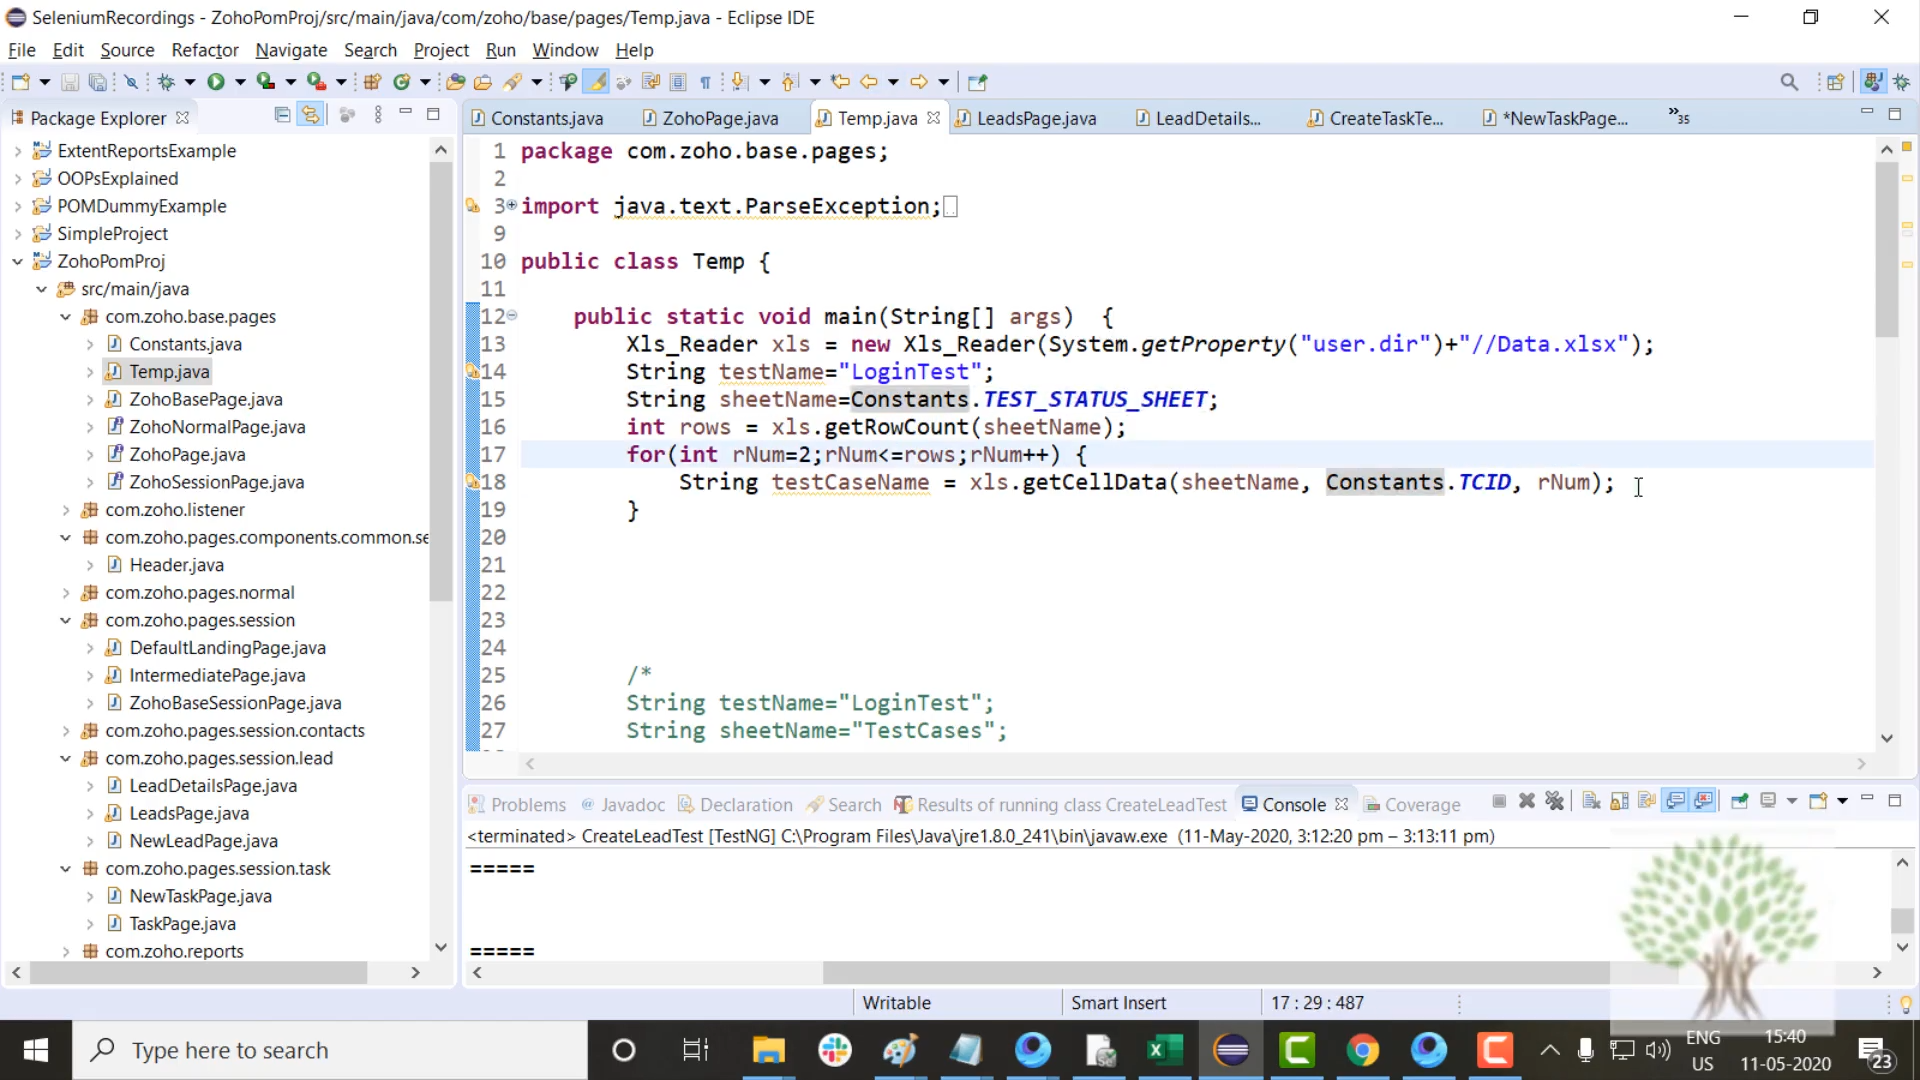 SeleniumRecordings - ZohoPomProj/src/main/java/com/zoho/base/pages/Temp.java - Eclipse IDE
File Edit Source Refactor Navigate Search Project Run Window Help
Package Explorer
Constants.java ZohoPage.java Temp.java LeadsPage.java LeadDetails... CreateTaskTe... *NewTaskPage... »35
ExtentReportsExample
OOPsExplained
POMDummyExample
SimpleProject
ZohoPomProj
src/main/java
com.zoho.base.pages
Constants.java
Temp.java
ZohoBasePage.java
ZohoNormalPage.java
ZohoPage.java
ZohoSessionPage.java
com.zoho.listener
com.zoho.pages.components.common.se
Header.java
com.zoho.pages.normal
com.zoho.pages.session
DefaultLandingPage.java
IntermediatePage.java
ZohoBaseSessionPage.java
com.zoho.pages.session.contacts
com.zoho.pages.session.lead
LeadDetailsPage.java
LeadsPage.java
NewLeadPage.java
com.zoho.pages.session.task
NewTaskPage.java
TaskPage.java
com.zoho.reports
1 package com.zoho.base.pages;
2
3 import java.text.ParseException;
9
10 public class Temp {
11
12 public static void main(String[] args) {
13 Xls_Reader xls = new Xls_Reader(System.getProperty("user.dir")+"//Data.xlsx");
14 String testName="LoginTest";
15 String sheetName=Constants.TEST_STATUS_SHEET;
16 int rows = xls.getRowCount(sheetName);
17 for(int rNum=2;rNum<=rows;rNum++) {
18 String testCaseName = xls.getCellData(sheetName, Constants.TCID, rNum);
19 }
20
21
22
23
24
25 /*
26 String testName="LoginTest";
27 String sheetName="TestCases";
Problems Javadoc Declaration Search Results of running class CreateLeadTest Console Coverage
<terminated> CreateLeadTest [TestNG] C:\Program Files\Java\jre1.8.0_241\bin\javaw.exe (11-May-2020, 3:12:20 pm – 3:13:11 pm)
=====
=====
Writable Smart Insert 17 : 29 : 487
Type here to search
ENG
US
15:40
11-05-2020
23